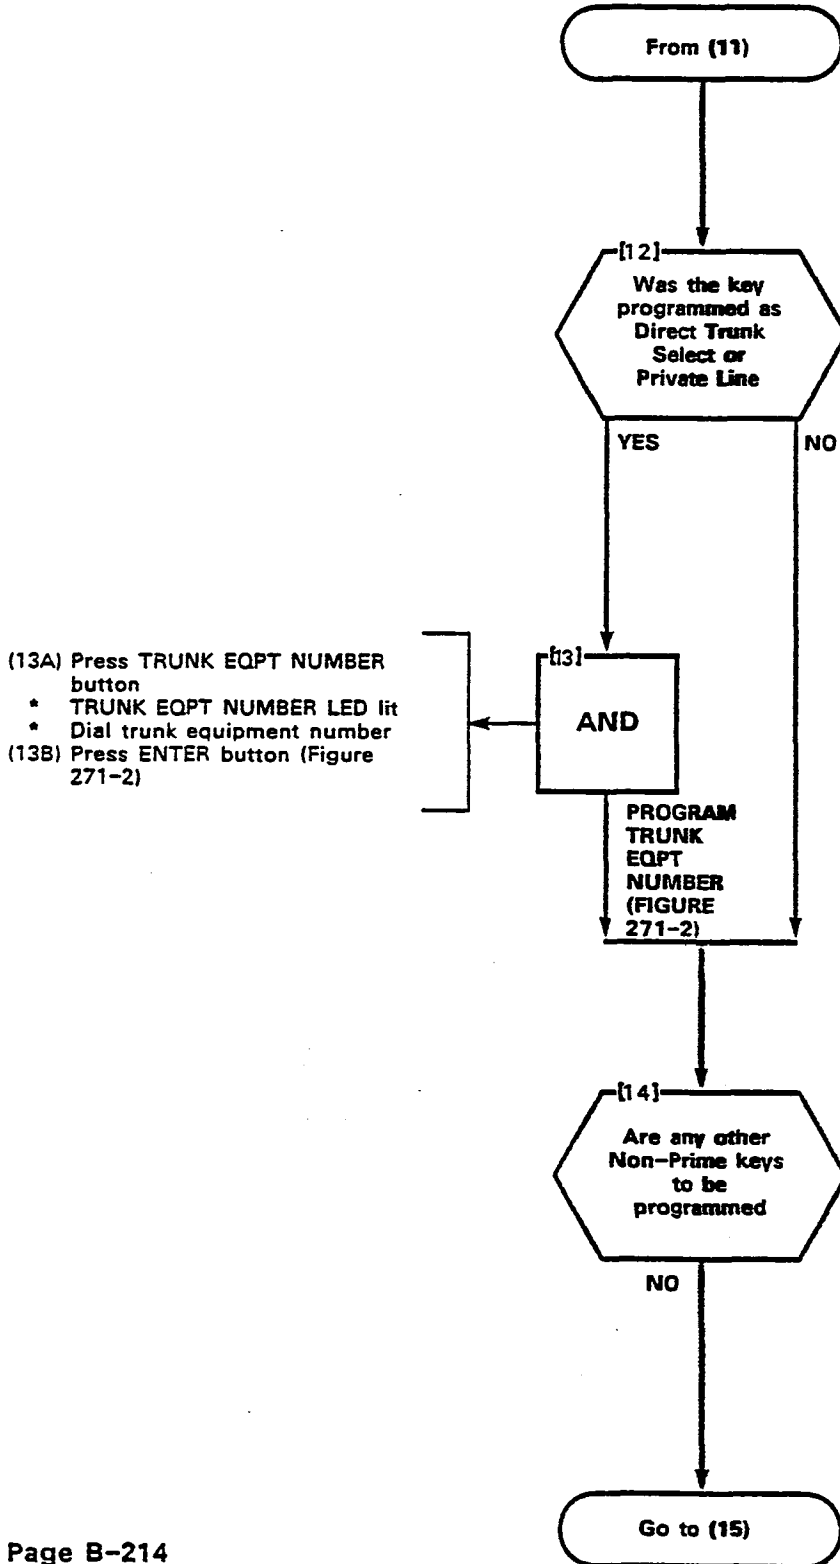 From (11)
[12]
Was the key
programmed as
Direct Trunk
Select or
Private Line
YES
NO
(13A) Press TRUNK EQPT NUMBER
button
* TRUNK EQPT NUMBER LED lit
* Dial trunk equipment number
(13B) Press ENTER button (Figure
271-2)
[13]
AND
PROGRAM
TRUNK
EQPT
NUMBER
(FIGURE
271-2)
[14]
Are any other
Non-Prime keys
to be
programmed
NO
Go to (15)
Page B-214